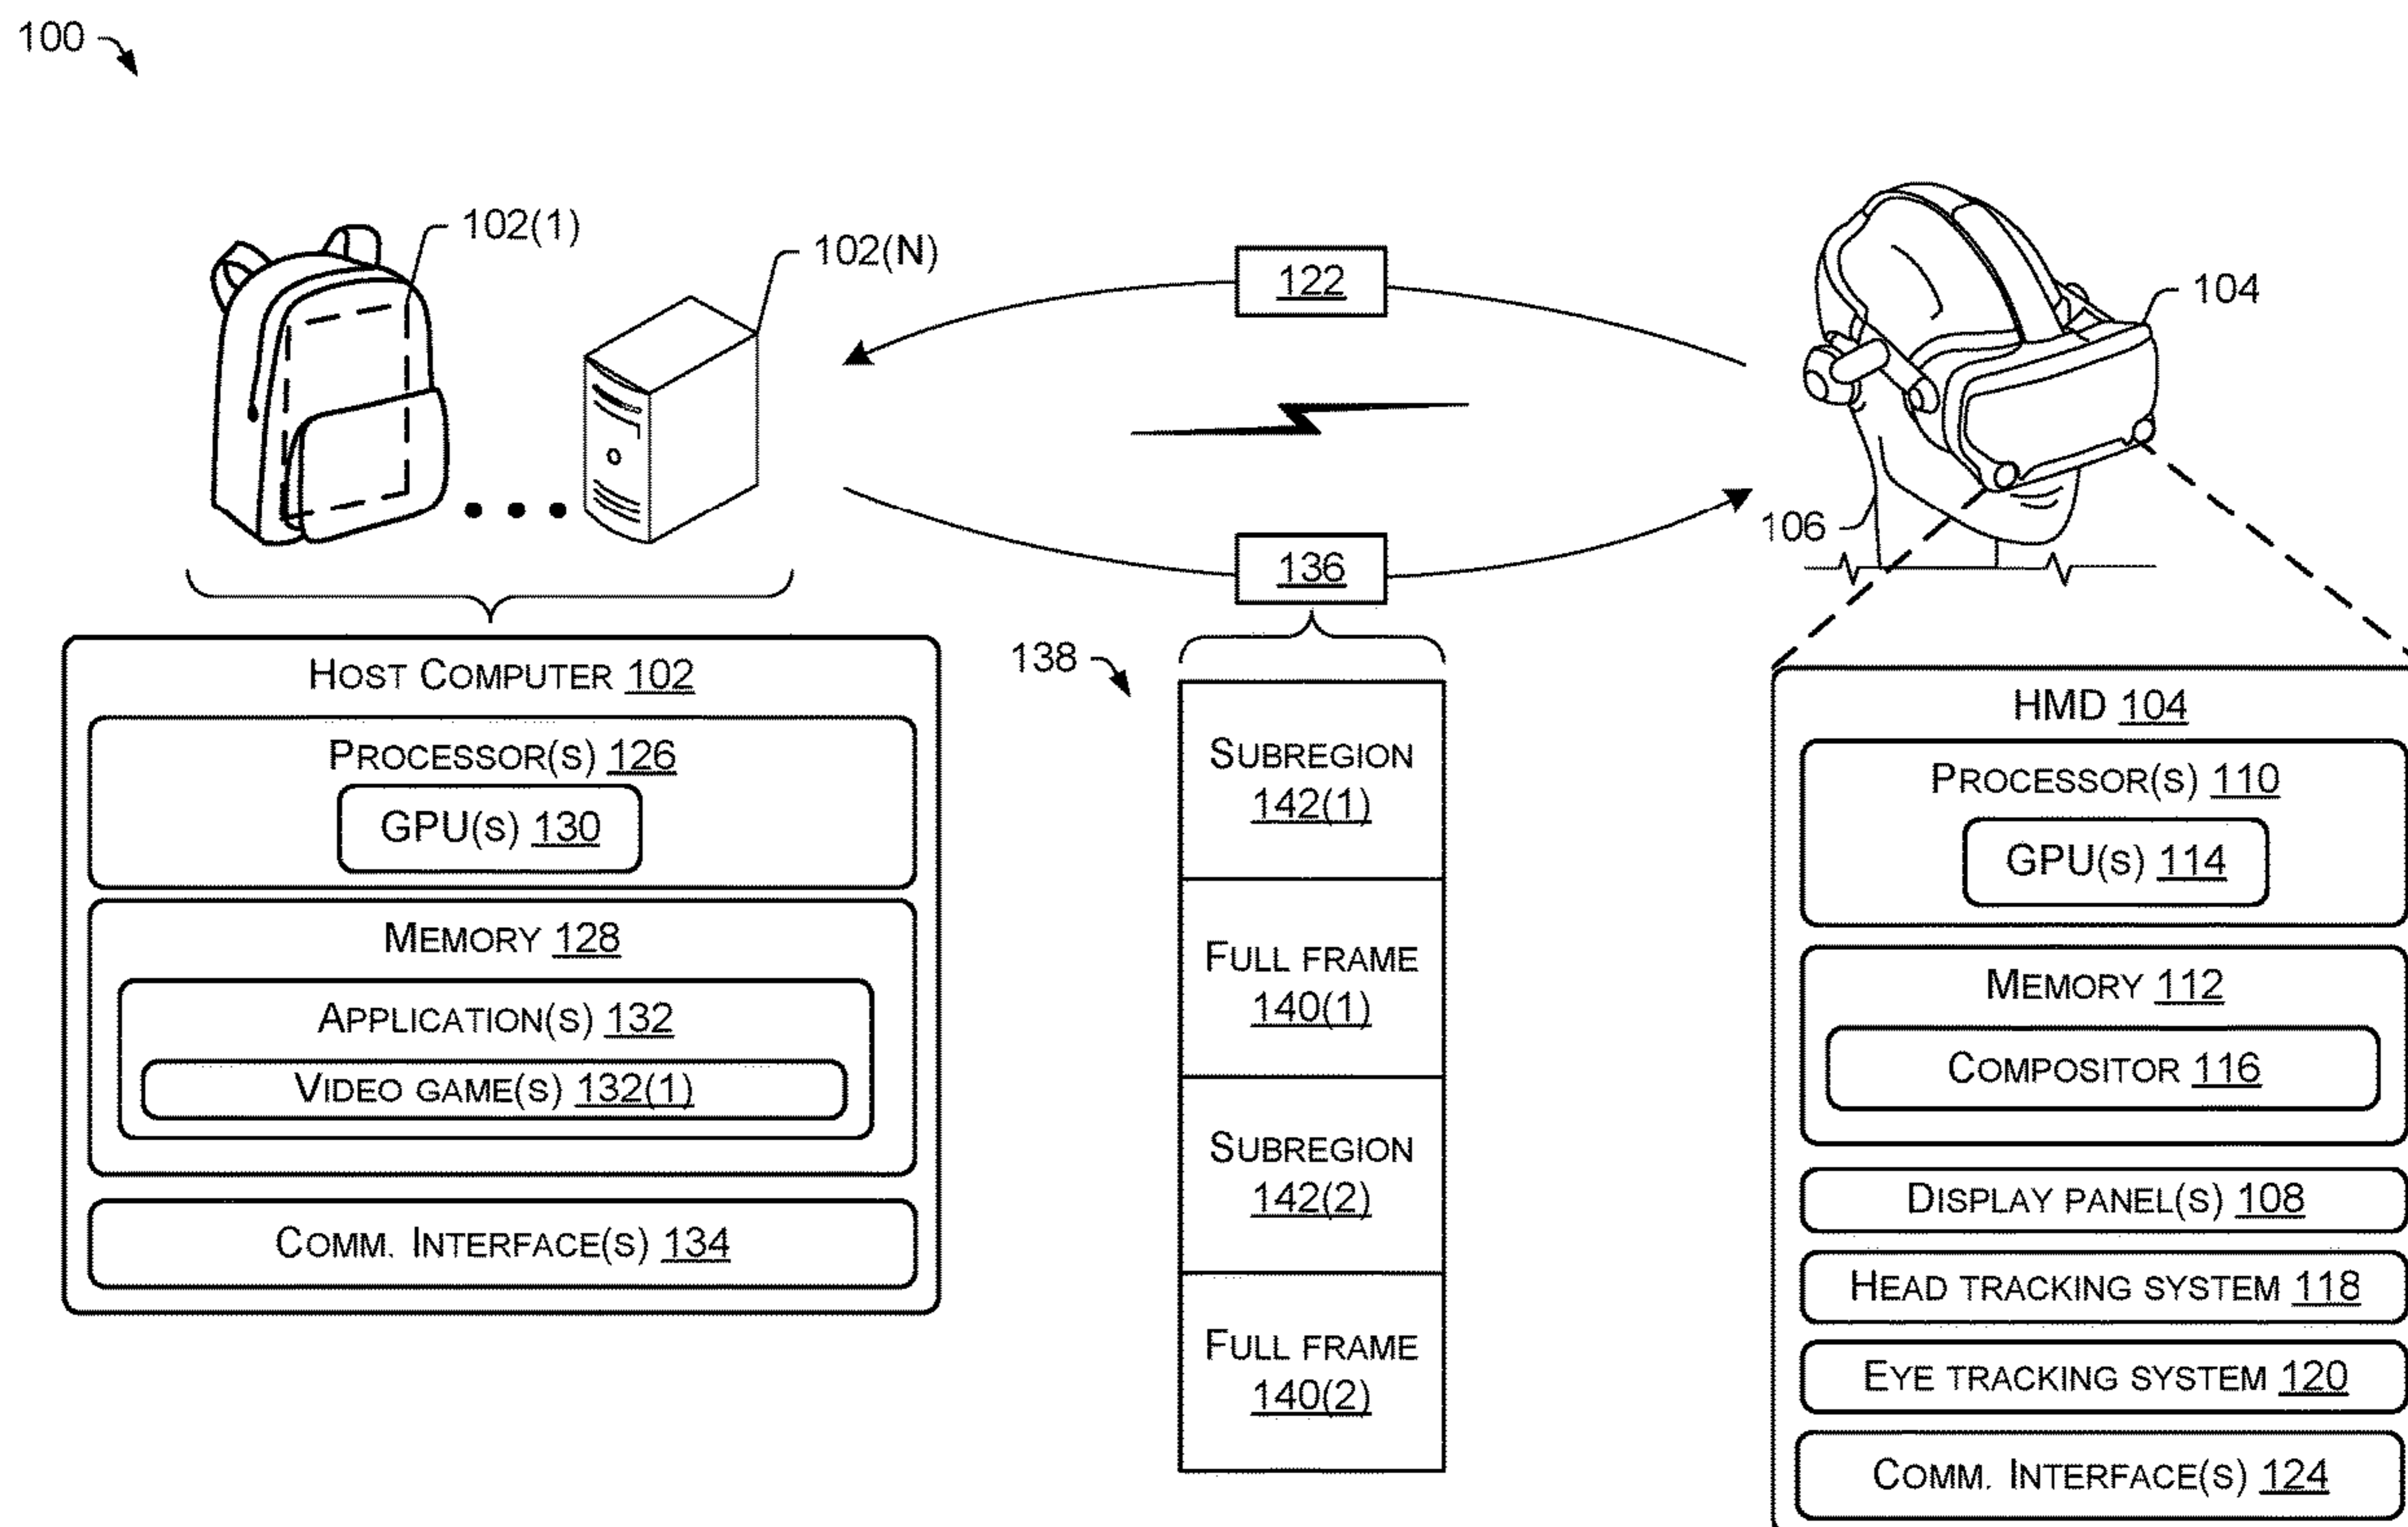 100
102(1)
102(N)
122
104
136
106
HOST COMPUTER 102
PROCESSOR(S) 126
GPU(S) 130
MEMORY 128
APPLICATION(S) 132
VIDEO GAME(S) 132(1)
COMM. INTERFACE(S) 134
138
SUBREGION
142(1)
FULL FRAME
140(1)
SUBREGION
142(2)
FULL FRAME
140(2)
HMD 104
PROCESSOR(S) 110
GPU(S) 114
MEMORY 112
COMPOSITOR 116
DISPLAY PANEL(S) 108
HEAD TRACKING SYSTEM 118
EYE TRACKING SYSTEM 120
COMM. INTERFACE(S) 124